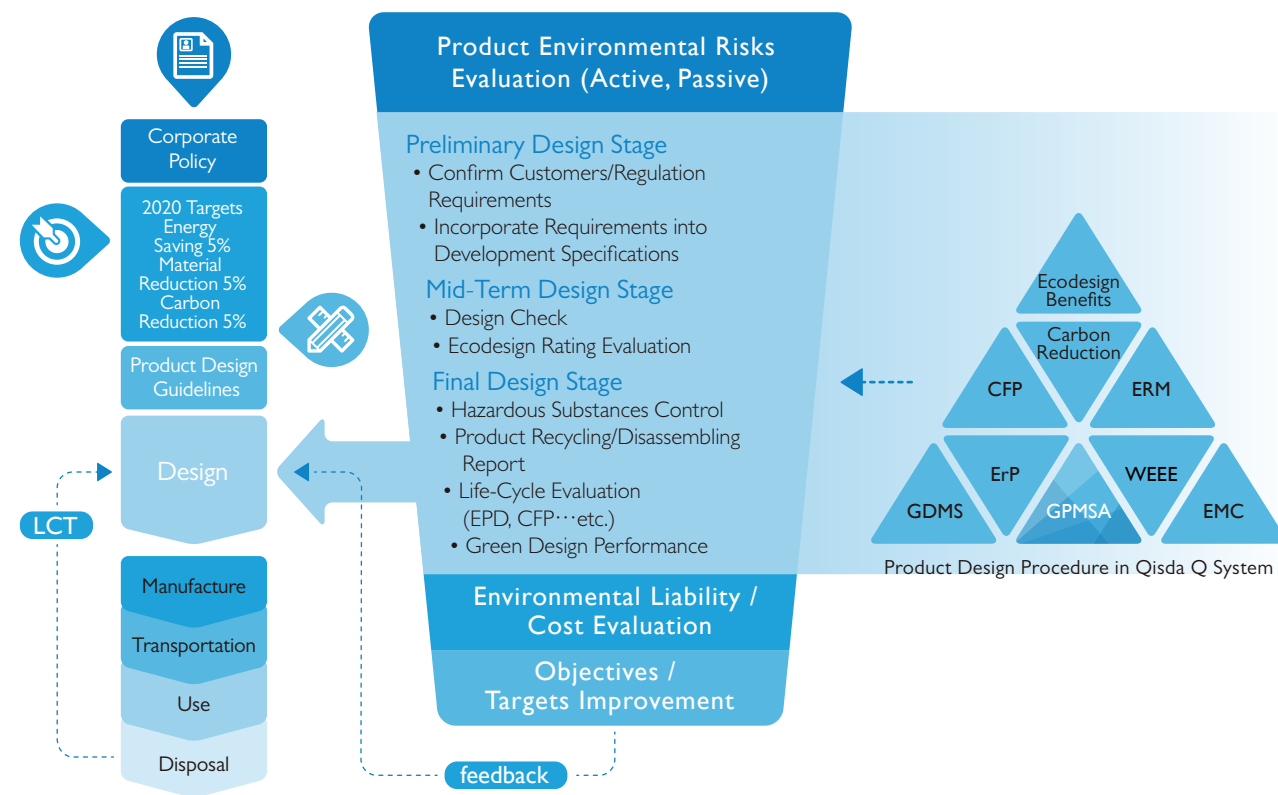 Corporate
Policy
2020 Targets
Energy
Saving 5%
Material
Reduction 5%
Carbon
Reduction 5%
Product Design
Guidelines
Design
LCT
Manufacture
Transportation
Use
Disposal
Product Environmental Risks
Evaluation (Active, Passive)
Preliminary Design Stage
• Confirm Customers/Regulation
Requirements
• Incorporate Requirements into
Development Specifications
Mid-Term Design Stage
• Design Check
• Ecodesign Rating Evaluation
Final Design Stage
• Hazardous Substances Control
• Product Recycling/Disassembling
Report
• Life-Cycle Evaluation
(EPD, CFP⋯etc.)
• Green Design Performance
Environmental Liability /
Cost Evaluation
Objectives /
Targets Improvement
feedback
Ecodesign
Benefits
Carbon
Reduction
CFP
ERM
ErP
WEEE
GDMS
GPMSA
EMC
Product Design Procedure in Qisda Q System